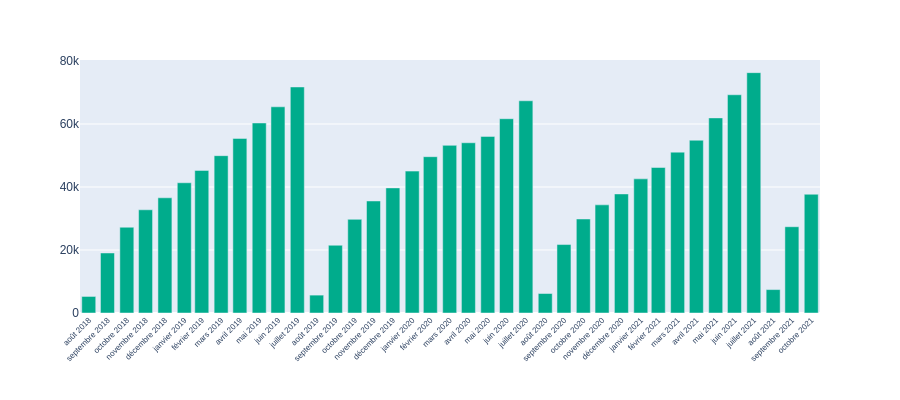 80k
60k
40k
20k
0
août 2018
septembre 2018
octobre 2018
novembre 2018
décembre 2018
janvier 2019
février 2019
mars 2019
avril 2019
mai 2019
juin 2019
juillet 2019
août 2019
septembre 2019
octobre 2019
novembre 2019
décembre 2019
janvier 2020
février 2020
mars 2020
avril 2020
mai 2020
juin 2020
juillet 2020
août 2020
septembre 2020
octobre 2020
novembre 2020
décembre 2020
janvier 2021
février 2021
mars 2021
avril 2021
mai 2021
juin 2021
juillet 2021
août 2021
septembre 2021
octobre 2021